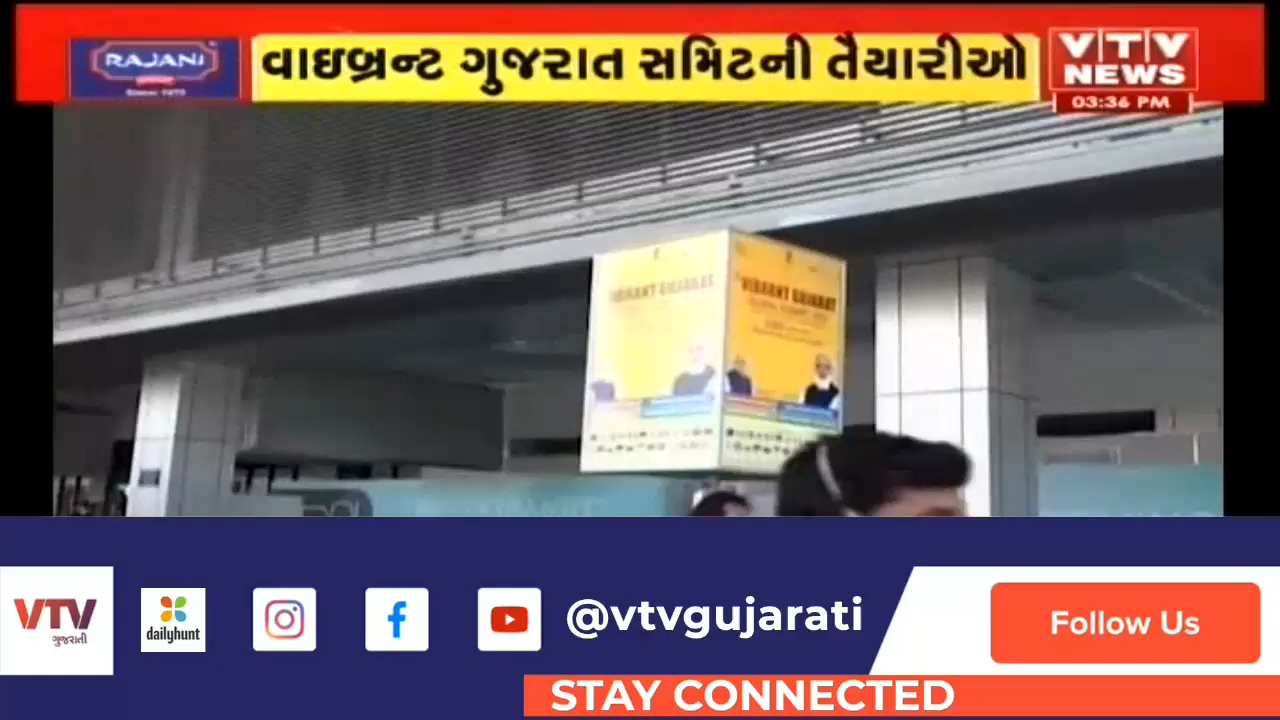 RAJANI
Since 1970
વાઇબ્રન્ટ ગુજરાત સમિટની તૈયારીઓ
VTV
NEWS
03:36 PM
VIBRANT GUJARAT
VIBRANT GUJARAT
VTV
ગુજરાતી
dailyhunt
@vtvgujarati
Follow Us
STAY CONNECTED